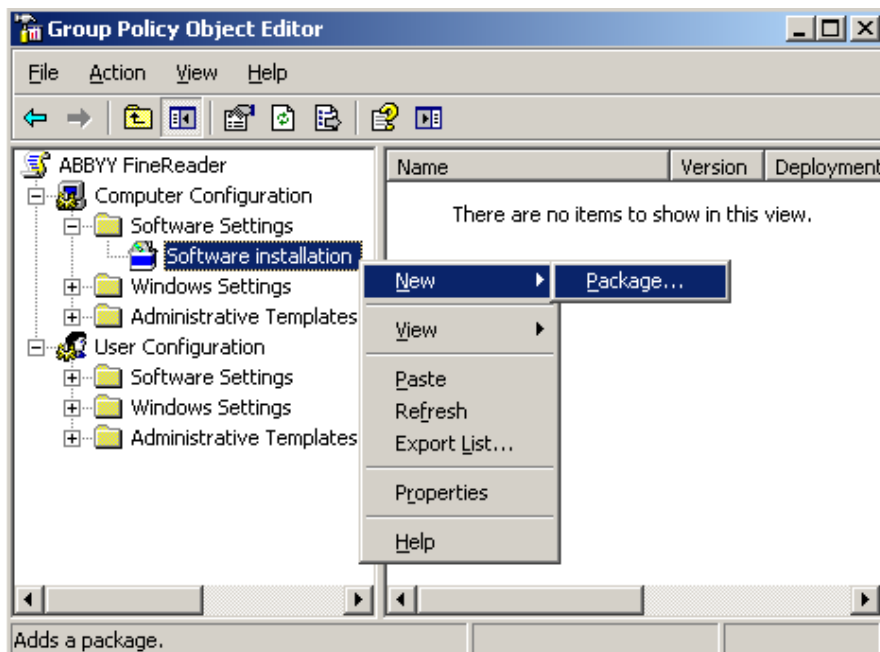 Group Policy Object Editor
File Action View Help
ABBYY FineReader
Computer Configuration
Software Settings
Software installation
Windows Settings
Administrative Templates
User Configuration
Software Settings
Windows Settings
Administrative Templates
Name Version Deployment
There are no items to show in this view.
New
View
Paste
Refresh
Export List...
Properties
Help
Package...
Adds a package.